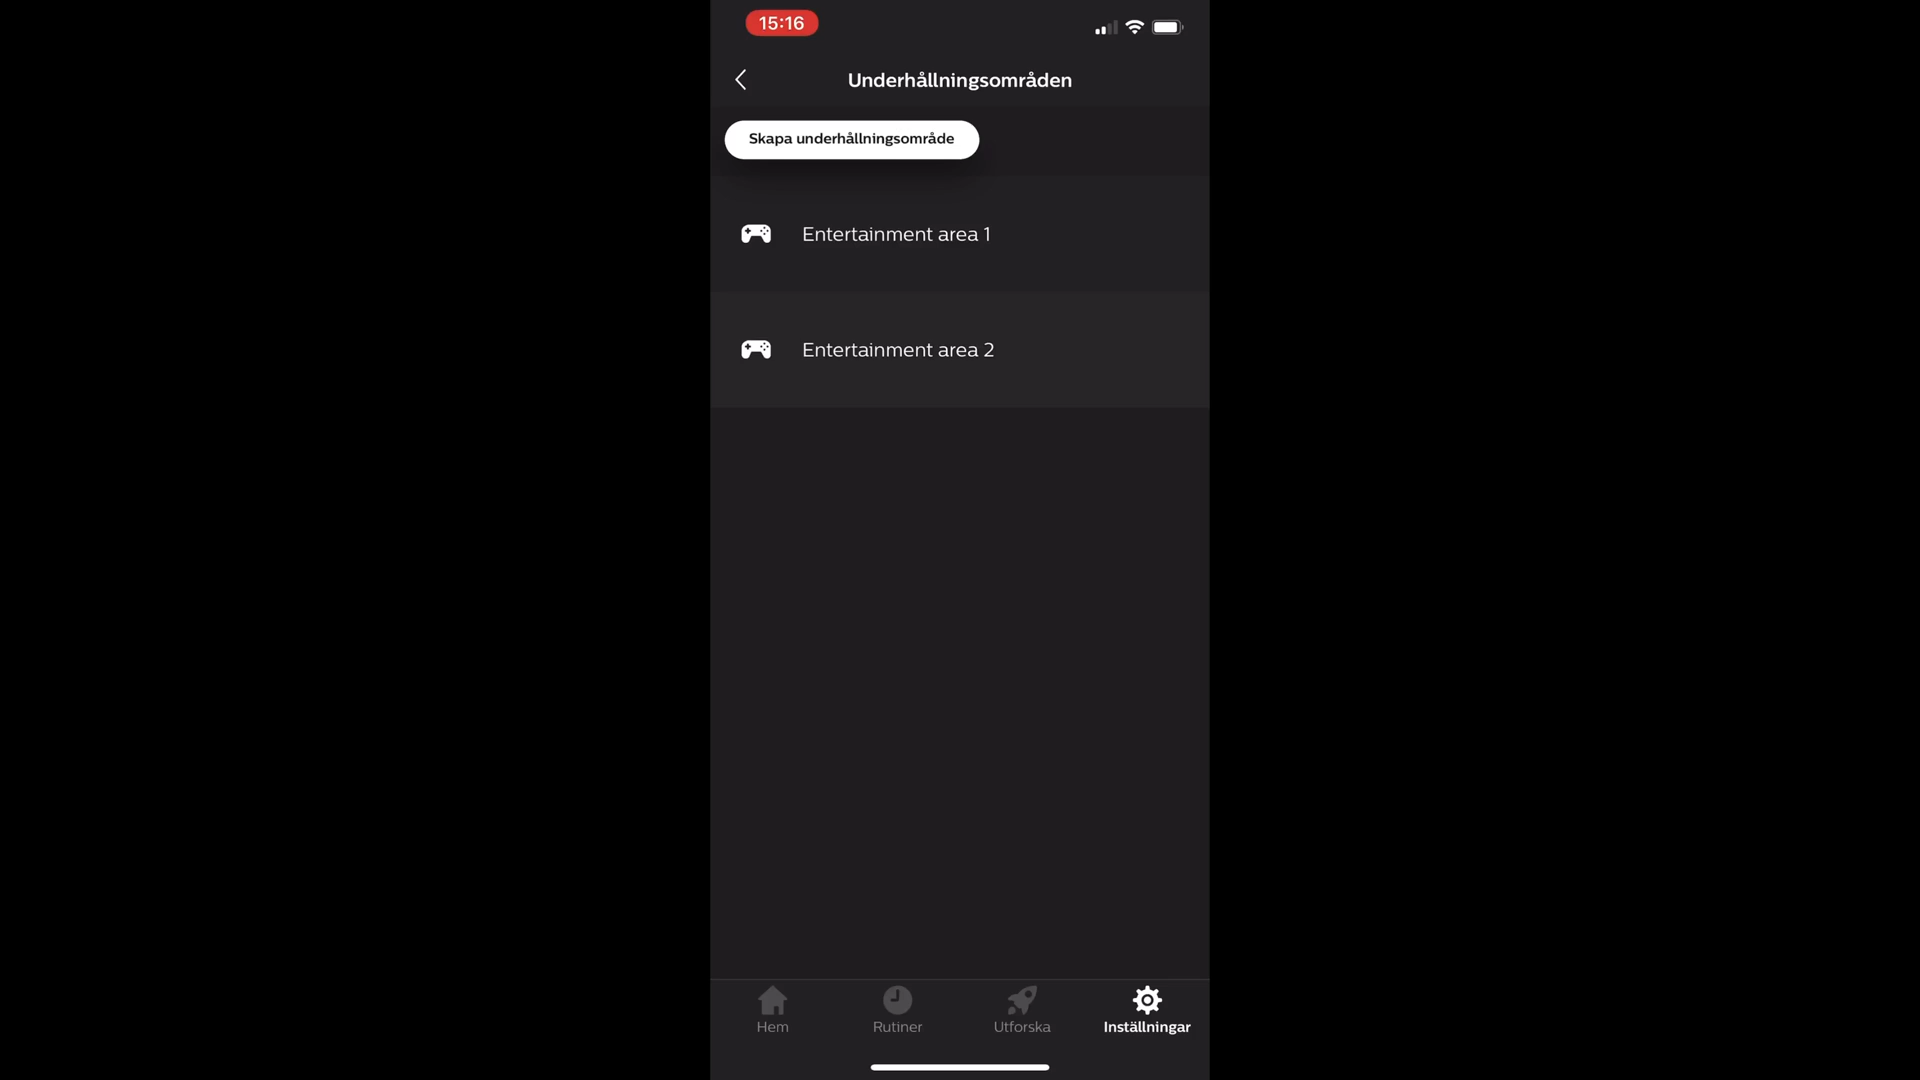 15:16
Underhållningsområden
Skapa underhållningsområde
Entertainment area 1
Entertainment area 2
Hem
Rutiner
Utforska
Inställningar